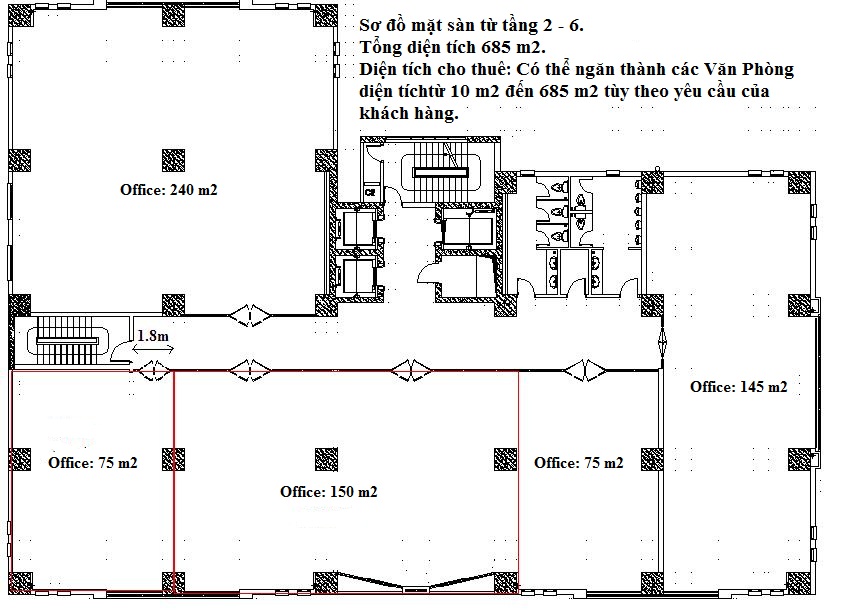 Sơ đồ mặt sàn từ tầng 2 - 6.
Tổng diện tích 685 m2.
Diện tích cho thuê: Có thể ngăn thành các Văn Phòng
diện tíchtừ 10 m2 đến 685 m2 tùy theo yêu cầu của
khách hàng.
Office: 240 m2
1.8m
Office: 145 m2
Office: 75 m2
Office: 75 m2
Office: 150 m2